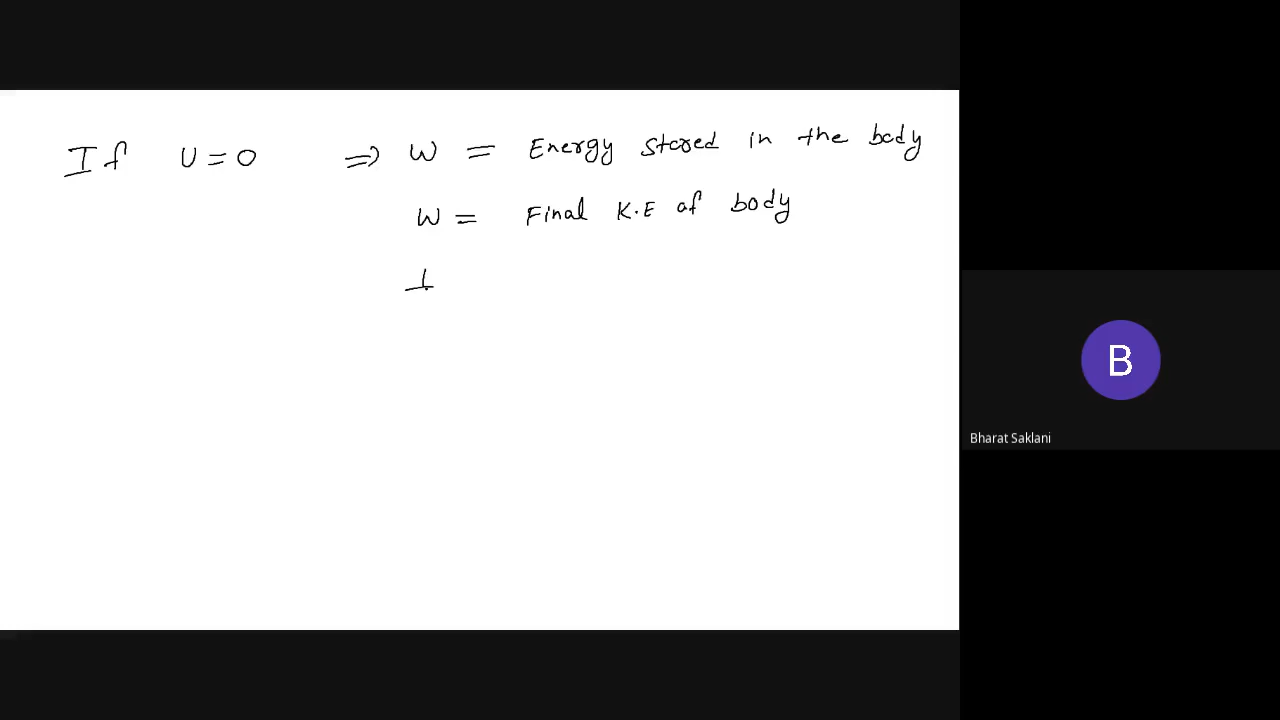 If U=0 ⇒ W = Energy stored in the body
W = Final K.E of body
B
Bharat Saklani